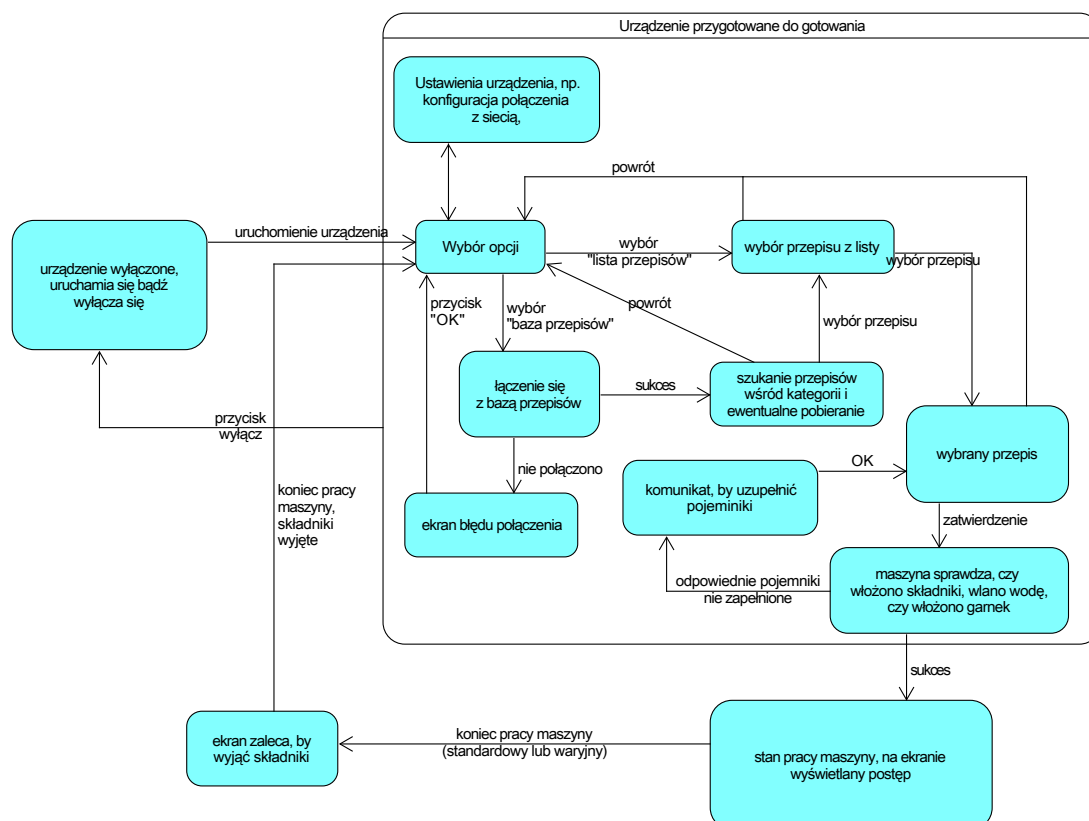 Urządzenie przygotowane do gotowania
Ustawienia urządzenia, np.
konfiguracja połączenia
z siecią,
powrót
uruchomienie urządzenia
Wybór opcji
wybór
"lista przepisów"
wybór przepisu z listy
wybór przepisu
urządzenie wyłączone,
uruchamia się bądź
wyłącza się
przycisk
"OK"
wybór
"baza przepisów"
powrót
wybór przepisu
łączenie się
z bazą przepisów
sukces
szukanie przepisów
wśród kategorii i
ewentualne pobieranie
przycisk
wyłącz
nie połączono
komunikat, by uzupełnić
pojeminiki
OK
wybrany przepis
koniec pracy
maszyny,
składniki
wyjęte
ekran błędu połączenia
zatwierdzenie
odpowiednie pojemniki
nie zapełnione
maszyna sprawdza, czy
włożono składniki, wlano wodę,
czy włożono garnek
sukces
ekran zaleca, by
wyjąć składniki
koniec pracy maszyny
(standardowy lub waryjny)
stan pracy maszyny, na ekranie
wyświetlany postęp